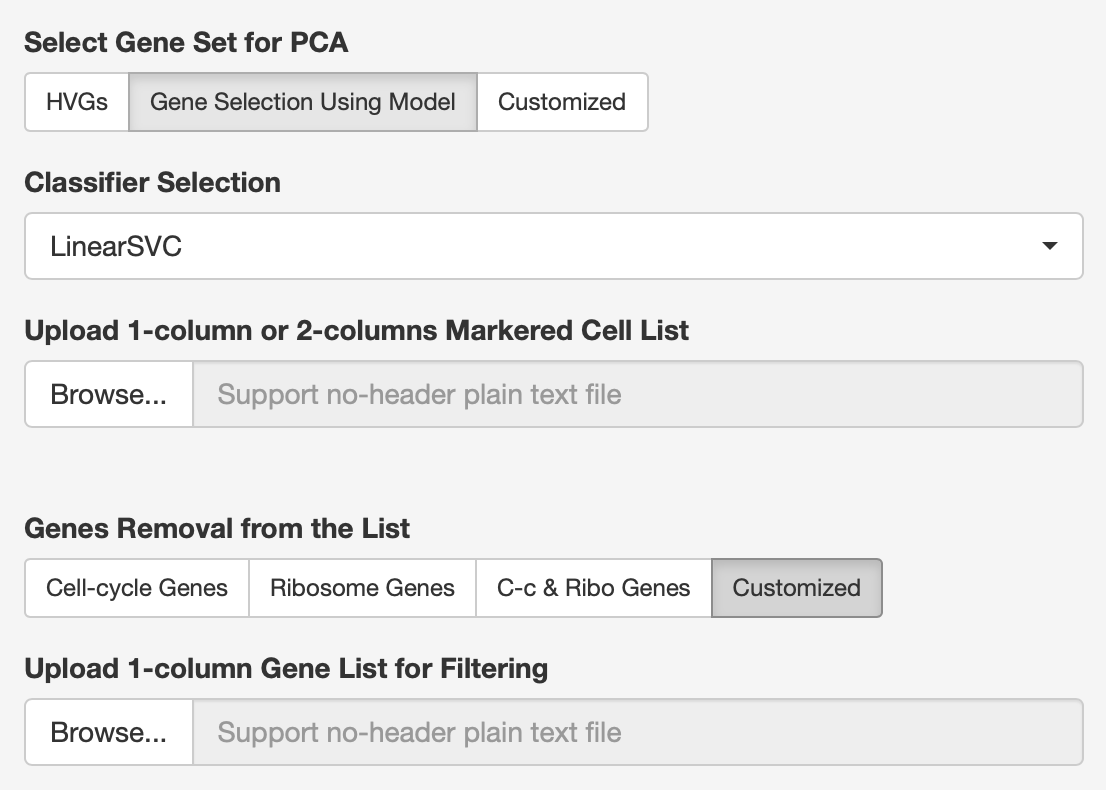 Select Gene Set for PCA
HVGs Gene Selection Using Model Customized
Classifier Selection
LinearSVC
Upload 1-column or 2-columns Markered Cell List
Browse... Support no-header plain text file
Genes Removal from the List
Cell-cycle Genes Ribosome Genes C-c & Ribo Genes Customized
Upload 1-column Gene List for Filtering
Browse... Support no-header plain text file